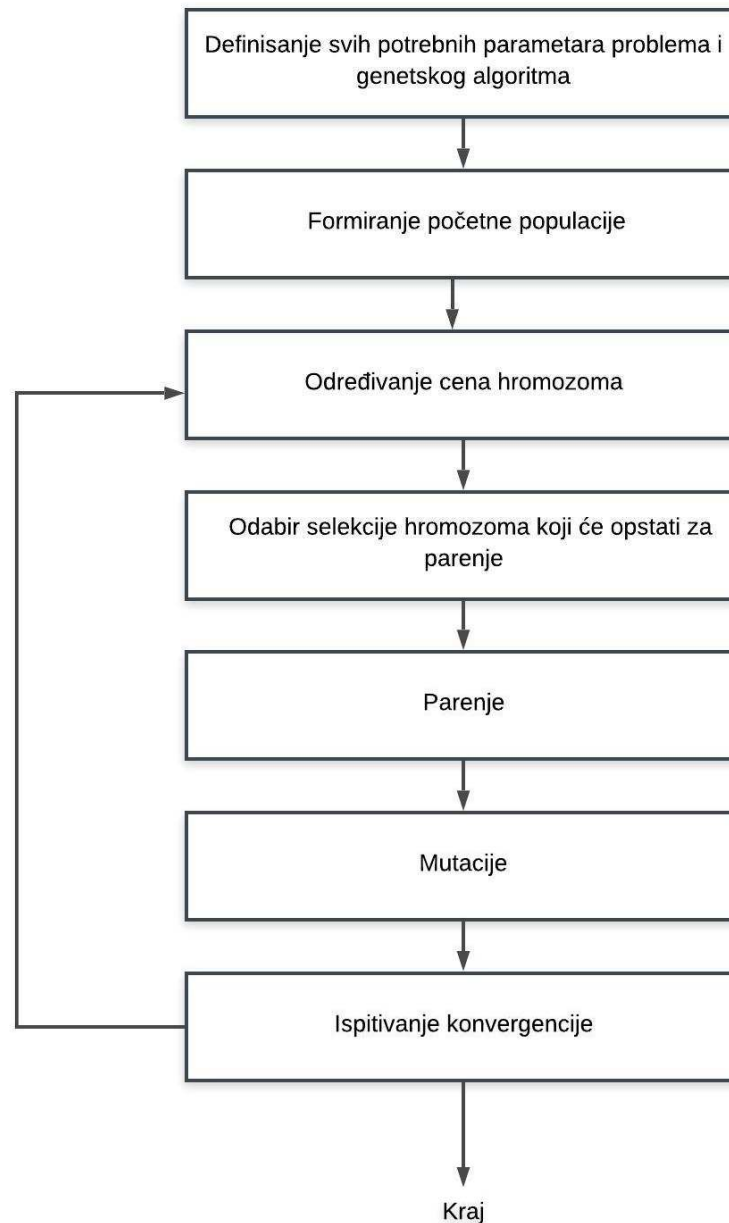 Definisanje svih potrebnih parametara problema i
genetskog algoritma
Formiranje početne populacije
Određivanje cena hromozoma
Odabir selekcije hromozoma koji će opstati za
parenje
Parenje
Mutacije
Ispitivanje konvergencije
Kraj